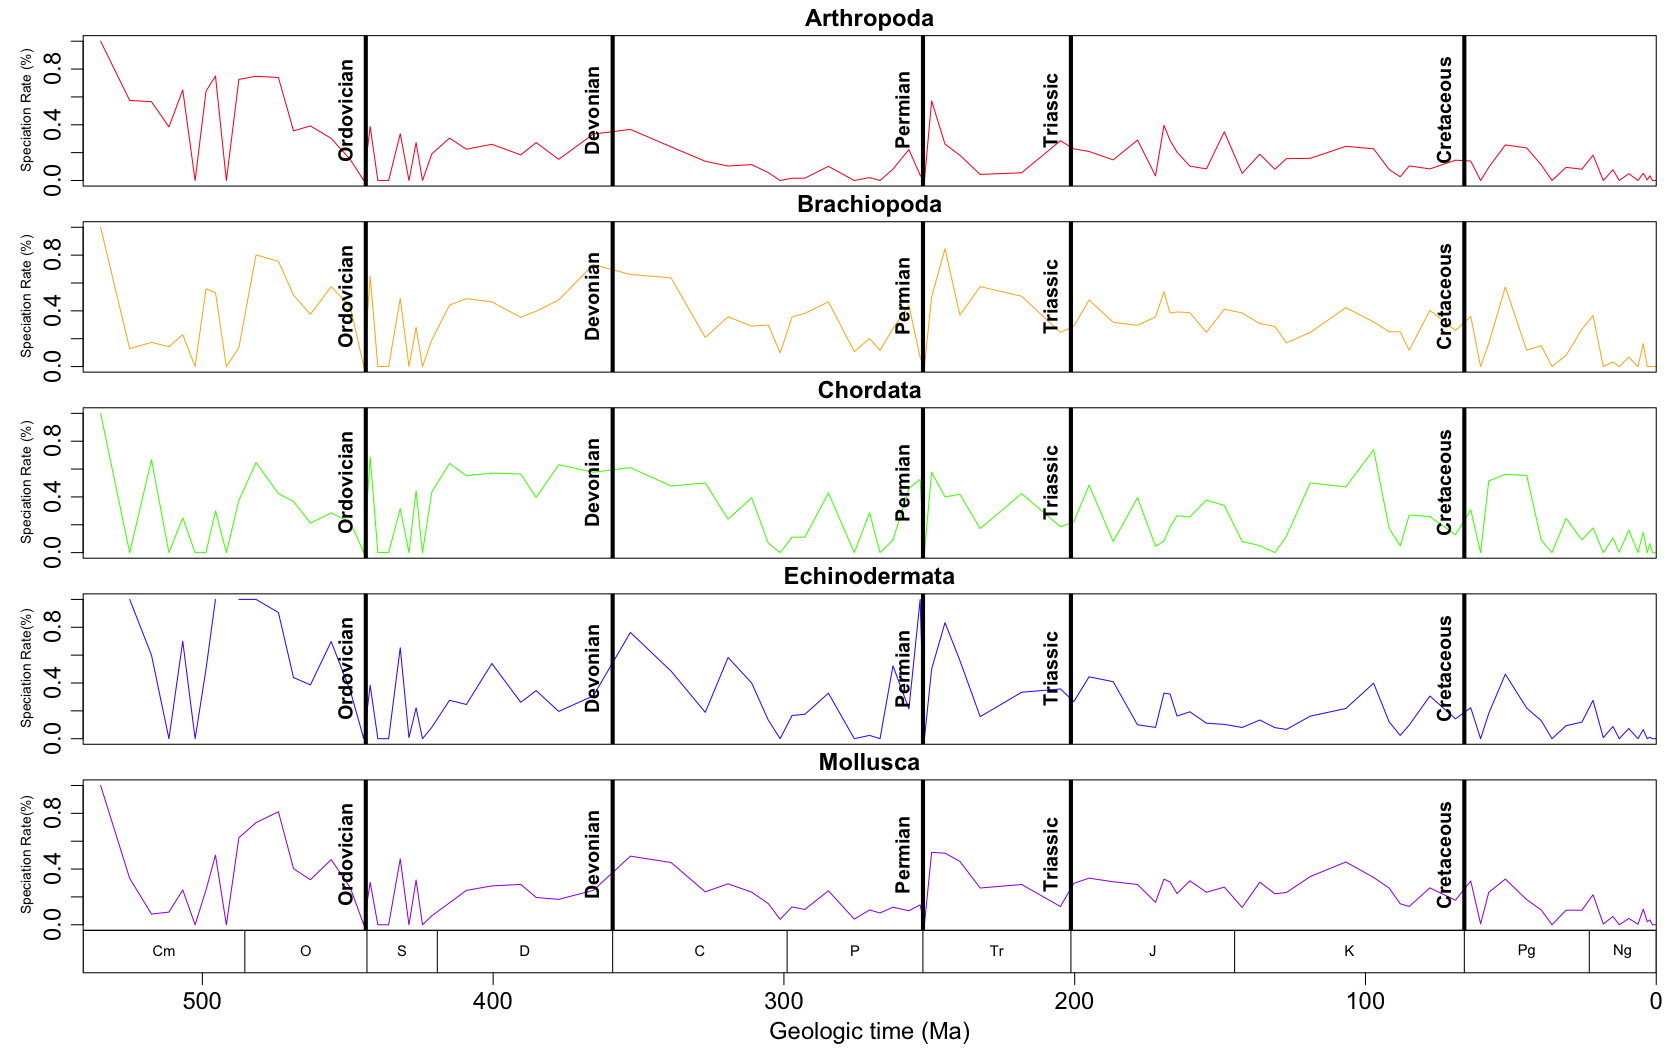 Arthropoda
Speciation Rate (%)
0.0 0.4 0.8
Ordovician
Devonian
Permian
Triassic
Cretaceous
Brachiopoda
Speciation Rate (%)
0.0 0.4 0.8
Ordovician
Devonian
Permian
Triassic
Cretaceous
Chordata
Speciation Rate (%)
0.0 0.4 0.8
Ordovician
Devonian
Permian
Triassic
Cretaceous
Echinodermata
Speciation Rate(%)
0.0 0.4 0.8
Ordovician
Devonian
Permian
Triassic
Cretaceous
Mollusca
Speciation Rate(%)
0.0 0.4 0.8
Ordovician
Devonian
Permian
Triassic
Cretaceous
Cm O S D C P Tr J K Pg Ng
500 400 300 200 100 0
Geologic time (Ma)